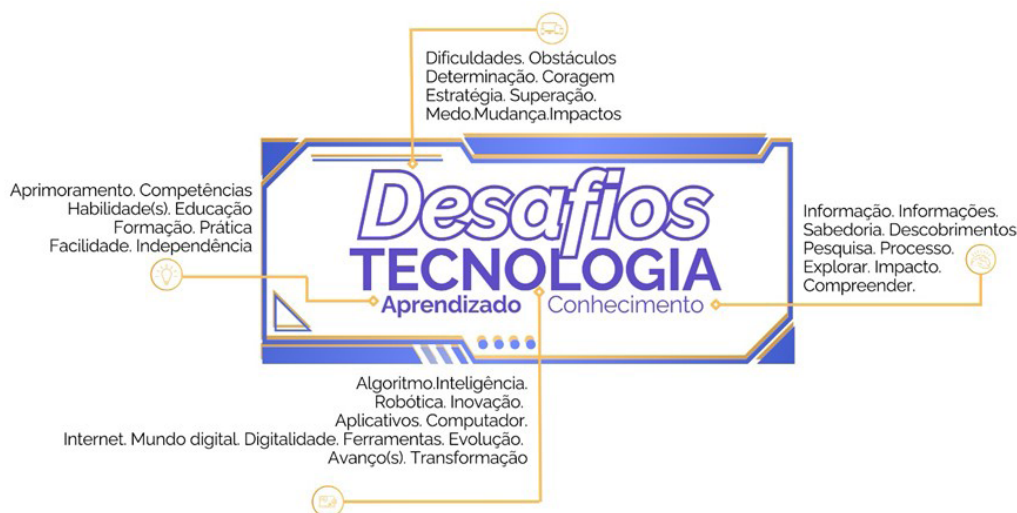 Dificuldades. Obstáculos
Determinação. Coragem
Estratégia. Superação.
Medo.Mudança.Impactos
Aprimoramento. Competências
Habilidade(s). Educação
Formação. Prática
Facilidade. Independência
Desafios
TECNOLOGIA
Aprendizado Conhecimento
Informação. Informações.
Sabedoria. Descobrimentos
Pesquisa. Processo.
Explorar. Impacto.
Compreender.
Algoritmo.Inteligência.
Robótica. Inovação.
Aplicativos. Computador.
Internet. Mundo digital. Digitalidade. Ferramentas. Evolução.
Avanço(s). Transformação